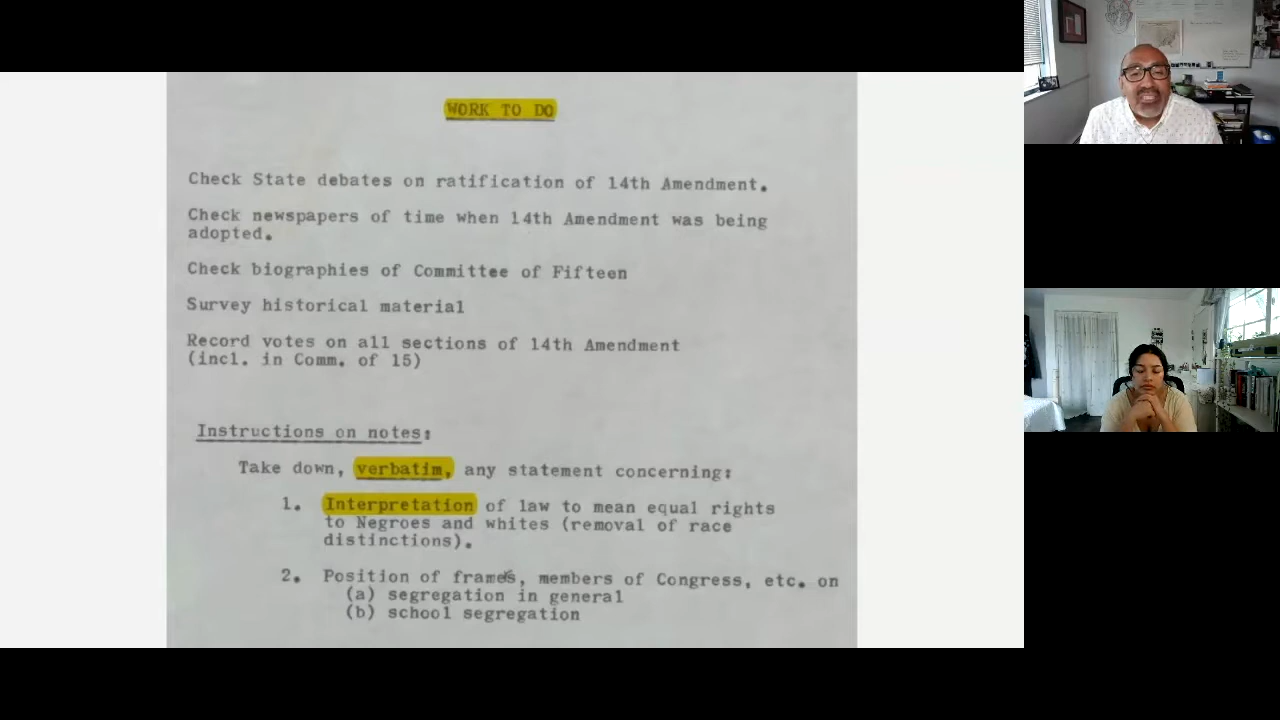 WORK TO DO
Check State debates on ratification of 14th Amendment.
Check newspapers of time when 14th Amendment was being
adopted.
Check biographies of Committee of Fifteen
Survey historical material
Record votes on all sections of 14th Amendment
(incl. in Comm. of 15)
Instructions on notes:
Take down, verbatim, any statement concerning:
1. Interpretation of law to mean equal rights
to Negroes and whites (removal of race
distinctions).
2. Position of framers, members of Congress, etc. on
(a) segregation in general
(b) school segregation